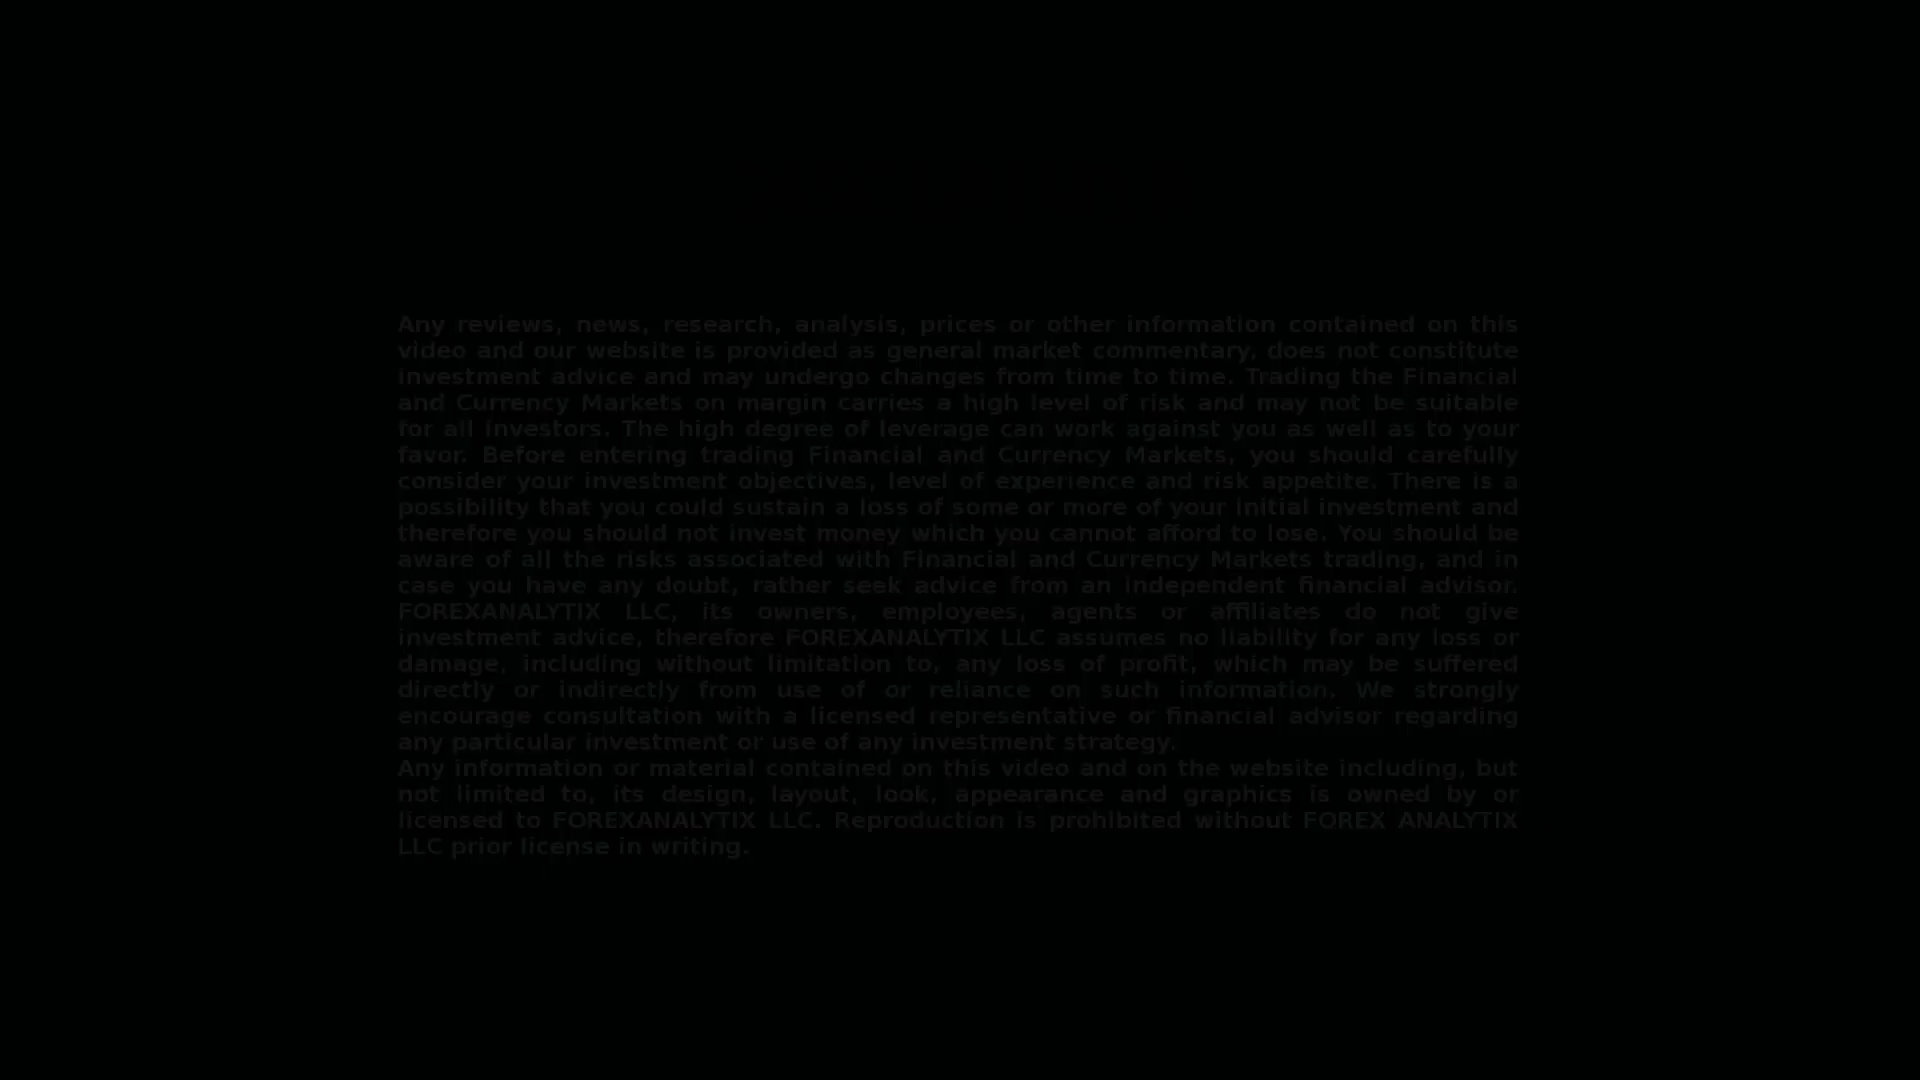 Any reviews, news, research, analysis, prices or other information contained on this
video and our website is provided as general market commentary, does not constitute
investment advice and may undergo changes from time to time. Trading the Financial
and Currency Markets on margin carries a high level of risk and may not be suitable
for all investors. The high degree of leverage can work against you as well as to your
favor. Before entering trading Financial and Currency Markets, you should carefully
consider your investment objectives, level of experience and risk appetite. There is a
possibility that you could sustain a loss of some or more of your initial investment and
therefore you should not invest money which you cannot afford to lose. You should be
aware of all the risks associated with Financial and Currency Markets trading, and in
case you have any doubt, rather seek advice from an independent financial advisor.
FOREXANALYTIX LLC, its owners, employees, agents or affiliates do not give
investment advice, therefore FOREXANALYTIX LLC assumes no liability for any loss or
damage, including without limitation to, any loss of profit, which may be suffered
directly or indirectly from use of or reliance on such information. We strongly
encourage consultation with a licensed representative or financial advisor regarding
any particular investment or use of any investment strategy.
Any information or material contained on this video and on the website including, but
not limited to, its design, layout, look, appearance and graphics is owned by or
licensed to FOREXANALYTIX LLC. Reproduction is prohibited without FOREX ANALYTIX
LLC prior license in writing.